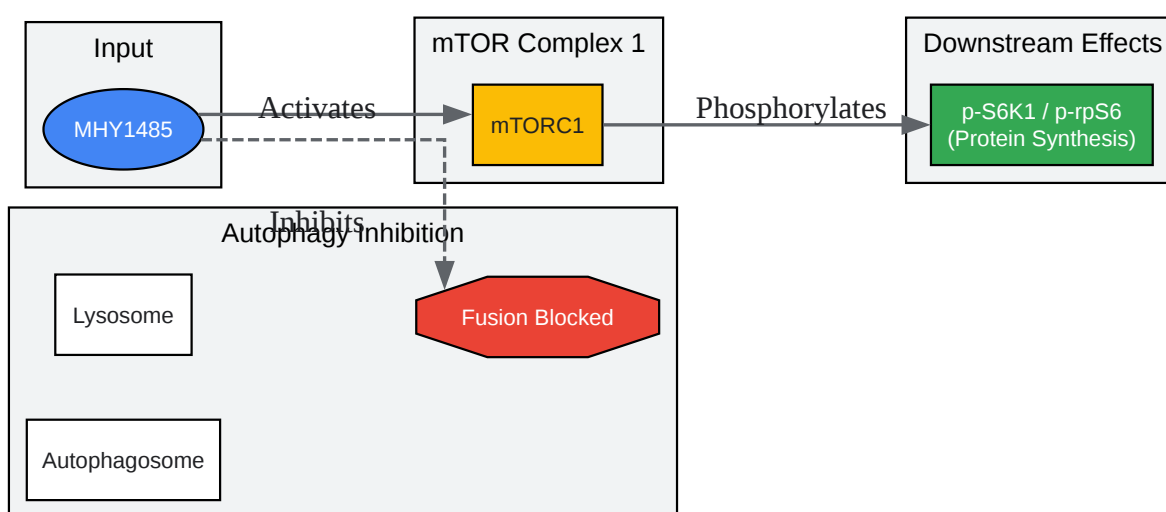 Input
mTOR Complex 1
Downstream Effects
MHY1485
Activates
mTORC1
Phosphorylates
p-S6K1 / p-rpS6
(Protein Synthesis)
Inhibits
Autophagy Inhibition
Lysosome
Fusion Blocked
Autophagosome